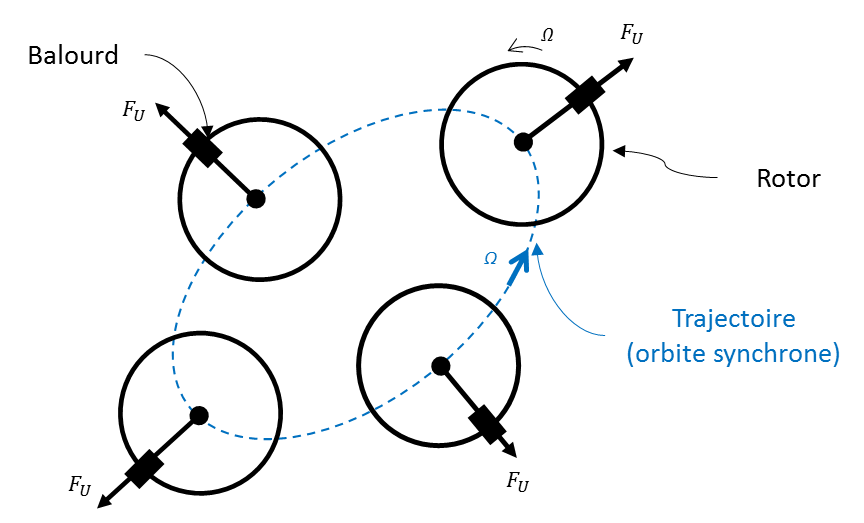 Balourd
Ω
F_U
F_U
Rotor
Ω
Trajectoire
(orbite synchrone)
F_U
F_U